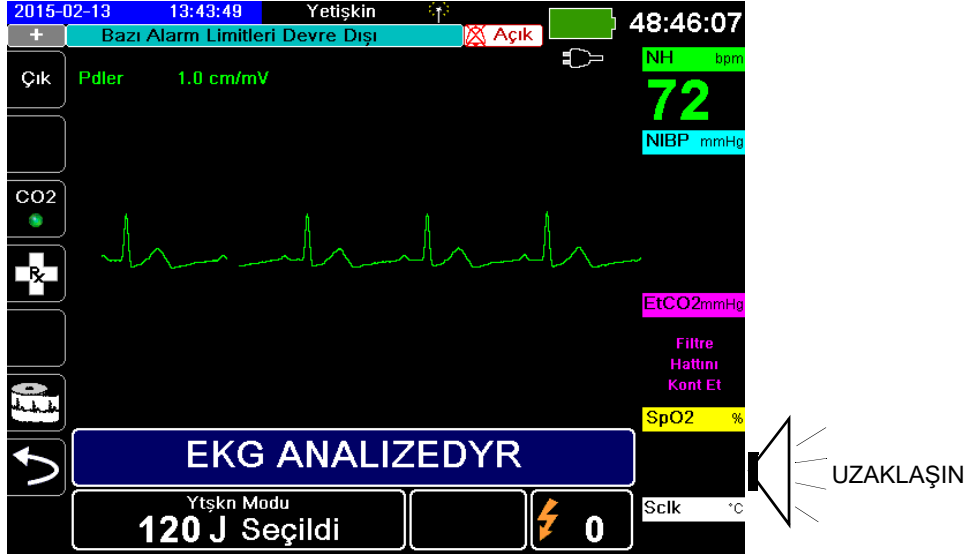 2015-02-13 13:43:49 Yetişkin
48:46:07
+ Bazı Alarm Limitleri Devre Dışı Açık
NH bpm
Çık Pdler 1.0 cm/mV
72
NIBP mmHg
CO2
Rx
EtCO2 mmHg
Filtre
Hattını
Kont Et
SpO2 %
EKG ANALIZEDYR
UZAKLAŞIN
Ytşkn Modu
120 J Seçildi
0
Sclk °C